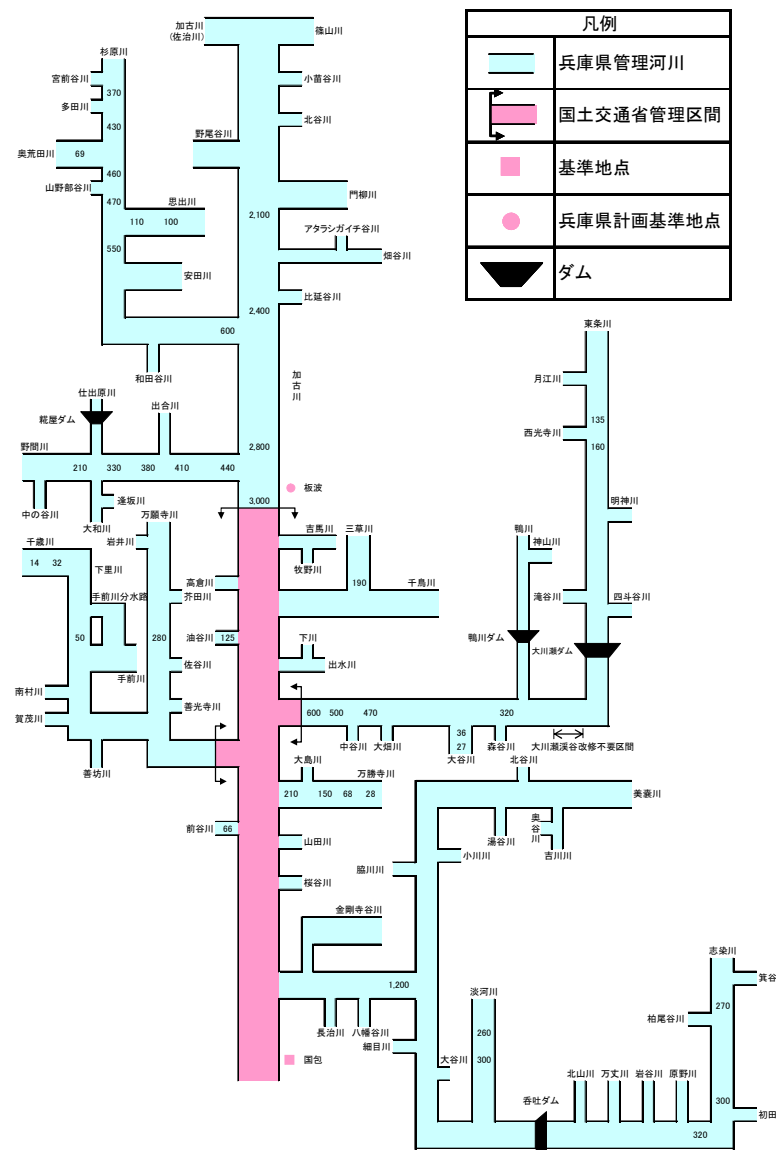 加古川
(佐治川)
篠山川
凡例
兵庫県管理河川
国土交通省管理区間
基準地点
兵庫県計画基準地点
ダム
杉原川
宮前谷川
370
小苗谷川
多田川
430
北谷川
野尾谷川
奥荒田川
69
460
山野部谷川
470
思出川
110
100
門柳川
2,100
アタラシガイチ谷川
550
畑谷川
安田川
比延谷川
2,400
600
和田谷川
加古川
東条川
月江川
仕出原川
糀屋ダム
出合川
135
西光寺川
160
野間川
2,800
210
330
380
410
440
板波
3,000
中の谷川
逢坂川
大和川
万願寺川
明神川
千歳川
岩井川
吉馬川
三草川
鴨川
神山川
14
32
下里川
牧野川
高倉川
190
千鳥川
手前川分水路
芥田川
滝谷川
四斗谷川
50
280
油谷川
125
下川
鴨川ダム
大川瀬ダム
手前川
佐谷川
出水川
南村川
賀茂川
善光寺川
600
500
470
320
36
27
中谷川
大畑川
大谷川
森谷川
大川瀬渓谷改修不要区間
善坊川
大島川
万勝寺川
北谷川
210
150
68
28
美嚢川
前谷川
66
奥谷川
山田川
湯谷川
吉川川
小川川
脇川川
桜谷川
金剛寺谷川
志染川
箕谷
1,200
淡河川
270
長治川
八幡谷川
柏尾谷川
細目川
260
国包
大谷川
300
北山川
万丈川
岩谷川
原野川
呑吐ダム
300
初田
320